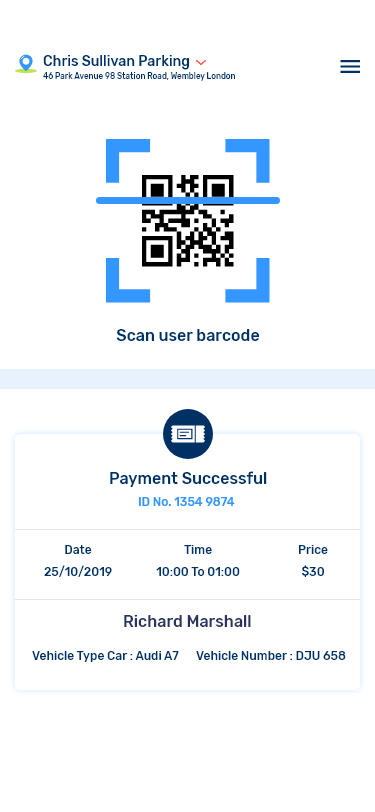 Chris Sullivan Parking
46 Park Avenue 98 Station Road, Wembley London
Scan user barcode
Payment Successful
ID No. 1354 9874
Date Time Price
25/10/2019 10:00 To 01:00 $30
Richard Marshall
Vehicle Type Car : Audi A7 Vehicle Number : DJU 658